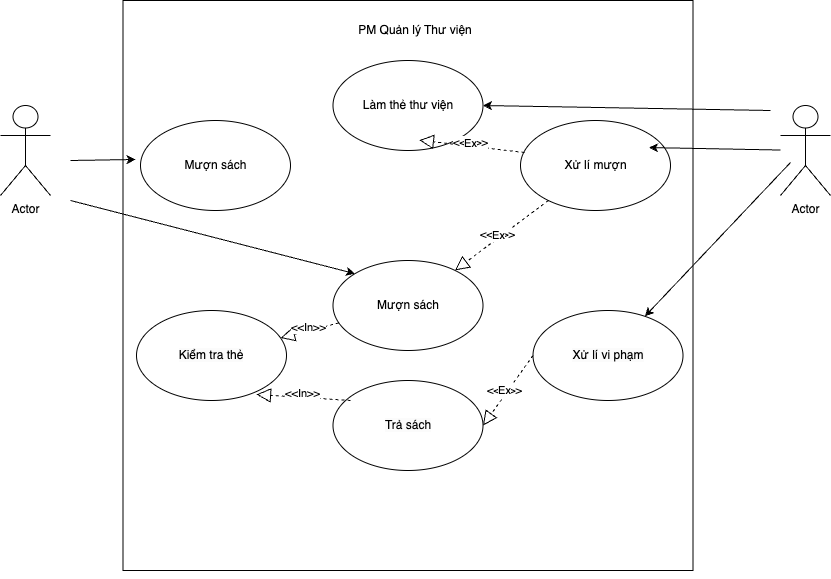 PM Quản lý Thư viện
Làm thẻ thư viện
<<Ex>>
Mượn sách
Xử lí mượn
Actor
Actor
<<Ex>>
Mượn sách
<<In>>
Kiểm tra thẻ
Xử lí vi phạm
<<In>>
<<Ex>>
Trả sách